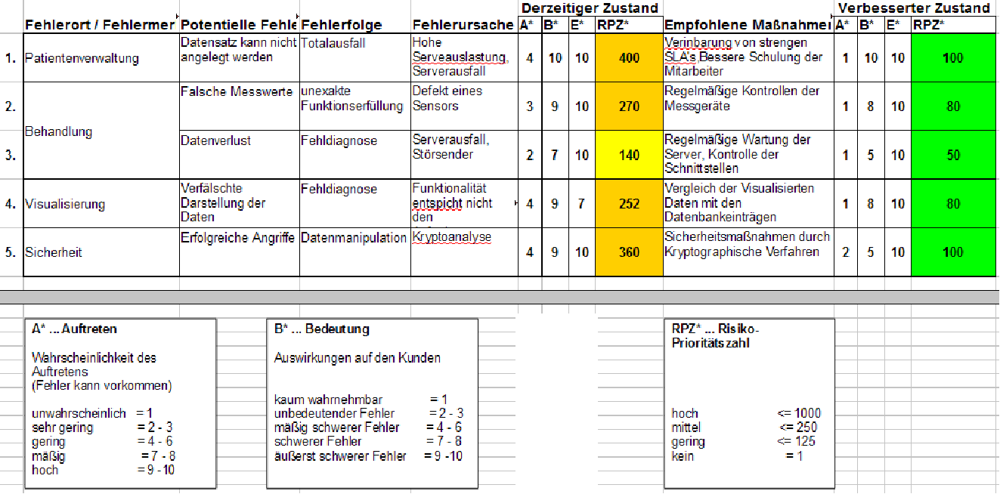 Derzeitiger Zustand Verbesserter Zustand
Fehlerort / Fehlermer Potentielle Fehle Fehlerfolge Fehlerursache A* B* E* RPZ* Empfohlene Maßnahmen A* B* E* RPZ*
1. Patientenverwaltung
Datensatz kann nicht
angelegt werden
Totalausfall
Hohe
Serveauslastung,
Serverausfall
4 10 10 400
Verinbarung von strengen
SLA's,Bessere Schulung der
Mitarbeiter
1 10 10 100
2.
Behandlung
Falsche Messwerte
unexakte
Funktionserfüllung
Defekt eines
Sensors
3 9 10 270
Regelmäßige Kontrollen der
Messgeräte
1 8 10 80
3.
Datenverlust
Fehldiagnose
Serverausfall,
Störsender
2 7 10 140
Regelmäßige Wartung der
Server, Kontrolle der
Schnittstellen
1 5 10 50
4. Visualisierung
Verfälschte
Darstellung der
Daten
Fehldiagnose
Funktionalität
entspicht nicht
den
4 9 7 252
Vergleich der Visualisierten
Daten mit den
Datenbankeinträgen
1 8 10 80
5. Sicherheit
Erfolgreiche Angriffe
Datenmanipulation
Kryptoanalyse
4 9 10 360
Sicherheitsmaßnahmen durch
Kryptographische Verfahren
2 5 10 100
A* ... Auftreten
Wahrscheinlichkeit des
Auftretens
(Fehler kann vorkommen)
unwahrscheinlich = 1
sehr gering = 2 - 3
gering = 4 - 6
mäßig = 7 - 8
hoch = 9 -10
B* ... Bedeutung
Auswirkungen auf den Kunden
kaum wahrnehmbar = 1
unbedeutender Fehler = 2 - 3
mäßig schwerer Fehler = 4 - 6
schwerer Fehler = 7 - 8
äußerst schwerer Fehler = 9 -10
RPZ* ... Risiko-
Prioritätszahl
hoch <= 1000
mittel <= 250
gering <= 125
kein = 1